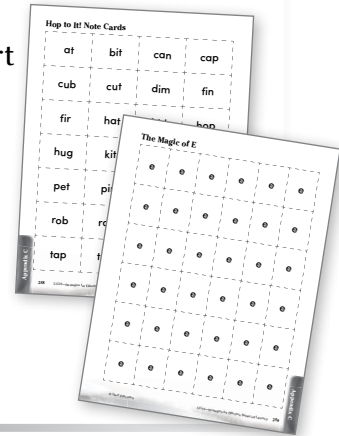 rt
Hop to It! Note Cards
at bit can cap
cub cut dim fin
fir hat hop
hug kit
pet
rob
tap
Appendix C
288
The Magic of E
e e e e e e
e e e e e e
e e e e e e
e e e e e e
e e e e e e
e e e e e e
Appendix C